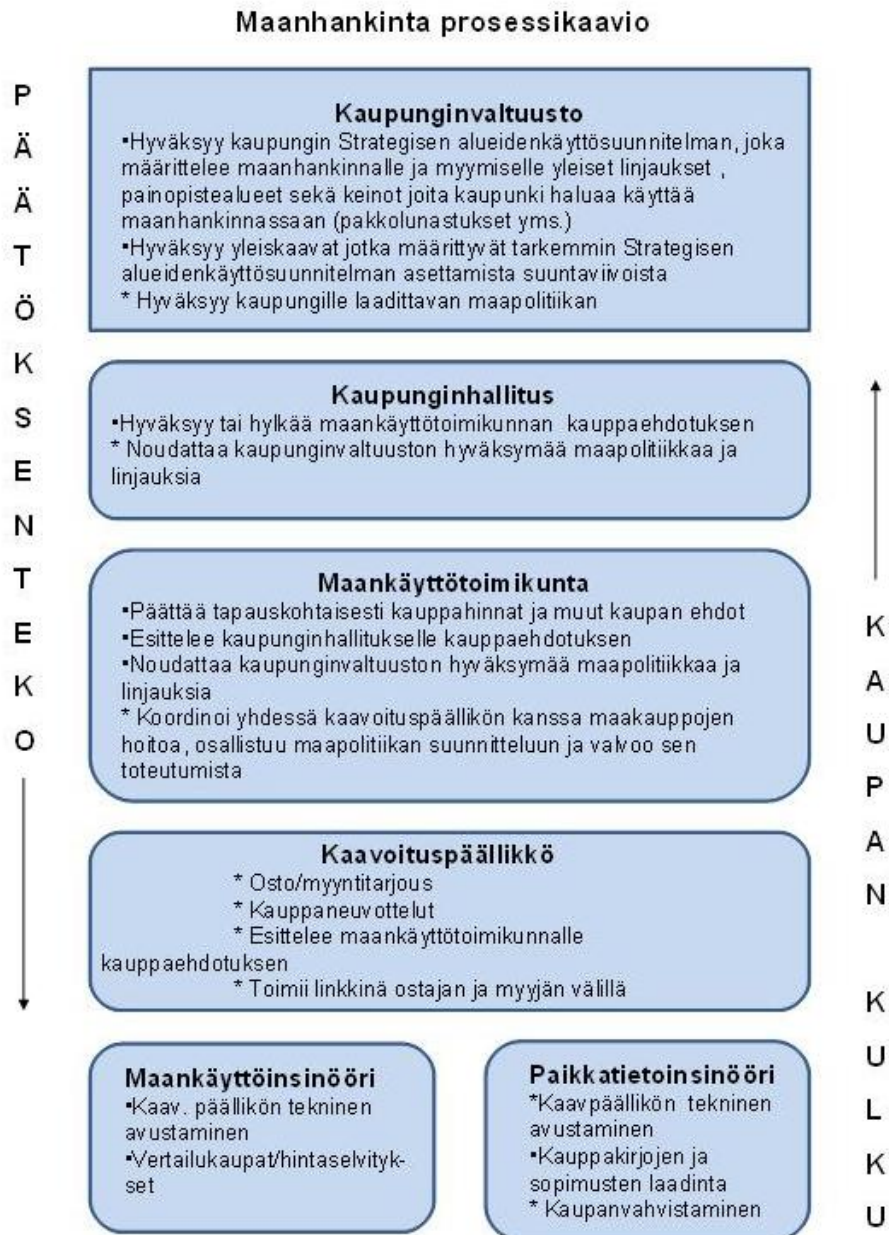 Maanhankinta prosessikaavio
PÄÄTÖKSENTEKO
Kaupunginvaltuusto
•Hyväksyy kaupungin Strategisen alueidenkäyttösuunnitelman, joka
määrittelee maanhankinnalle ja myymiselle yleiset linjaukset ,
painopistealueet sekä keinot joita kaupunki haluaa käyttää
maanhankinnassaan (pakkolunastukset yms.)
•Hyväksyy yleiskaavat jotka määrittyvät tarkemmin Strategisen
alueidenkäyttösuunnitelman asettamista suuntaviivoista
* Hyväksyy kaupungille laadittavan maapolitiikan
Kaupunginhallitus
•Hyväksyy tai hylkää maankäyttötoimikunnan kauppaehdotuksen
* Noudattaa kaupunginvaltuuston hyväksymää maapolitiikkaa ja
linjauksia
Maankäyttötoimikunta
•Päättää tapauskohtaisesti kauppahinnat ja muut kaupan ehdot
•Esittelee kaupunginhallitukselle kauppaehdotuksen
•Noudattaa kaupunginvaltuuston hyväksymää maapolitiikkaa ja
linjauksia
* Koordinoi yhdessä kaavoituspäällikön kanssa maakauppojen
hoitoa, osallistuu maapolitiikan suunnitteluun ja valvoo sen
toteutumista
Kaavoituspäällikkö
* Osto/myyntitarjous
* Kauppaneuvottelut
* Esittelee maankäyttötoimikunnalle
kauppaehdotuksen
* Toimii linkkinä ostajan ja myyjän välillä
Maankäyttöinsinööri
•Kaav. päällikön tekninen
avustaminen
•Vertailukaupat/hintaselvityk-
set
Paikkatietoinsinööri
*Kaavpäällikön tekninen
avustaminen
•Kauppakirjojen ja
sopimusten laadinta
* Kaupanvahvistaminen
KAUPAN KULKU